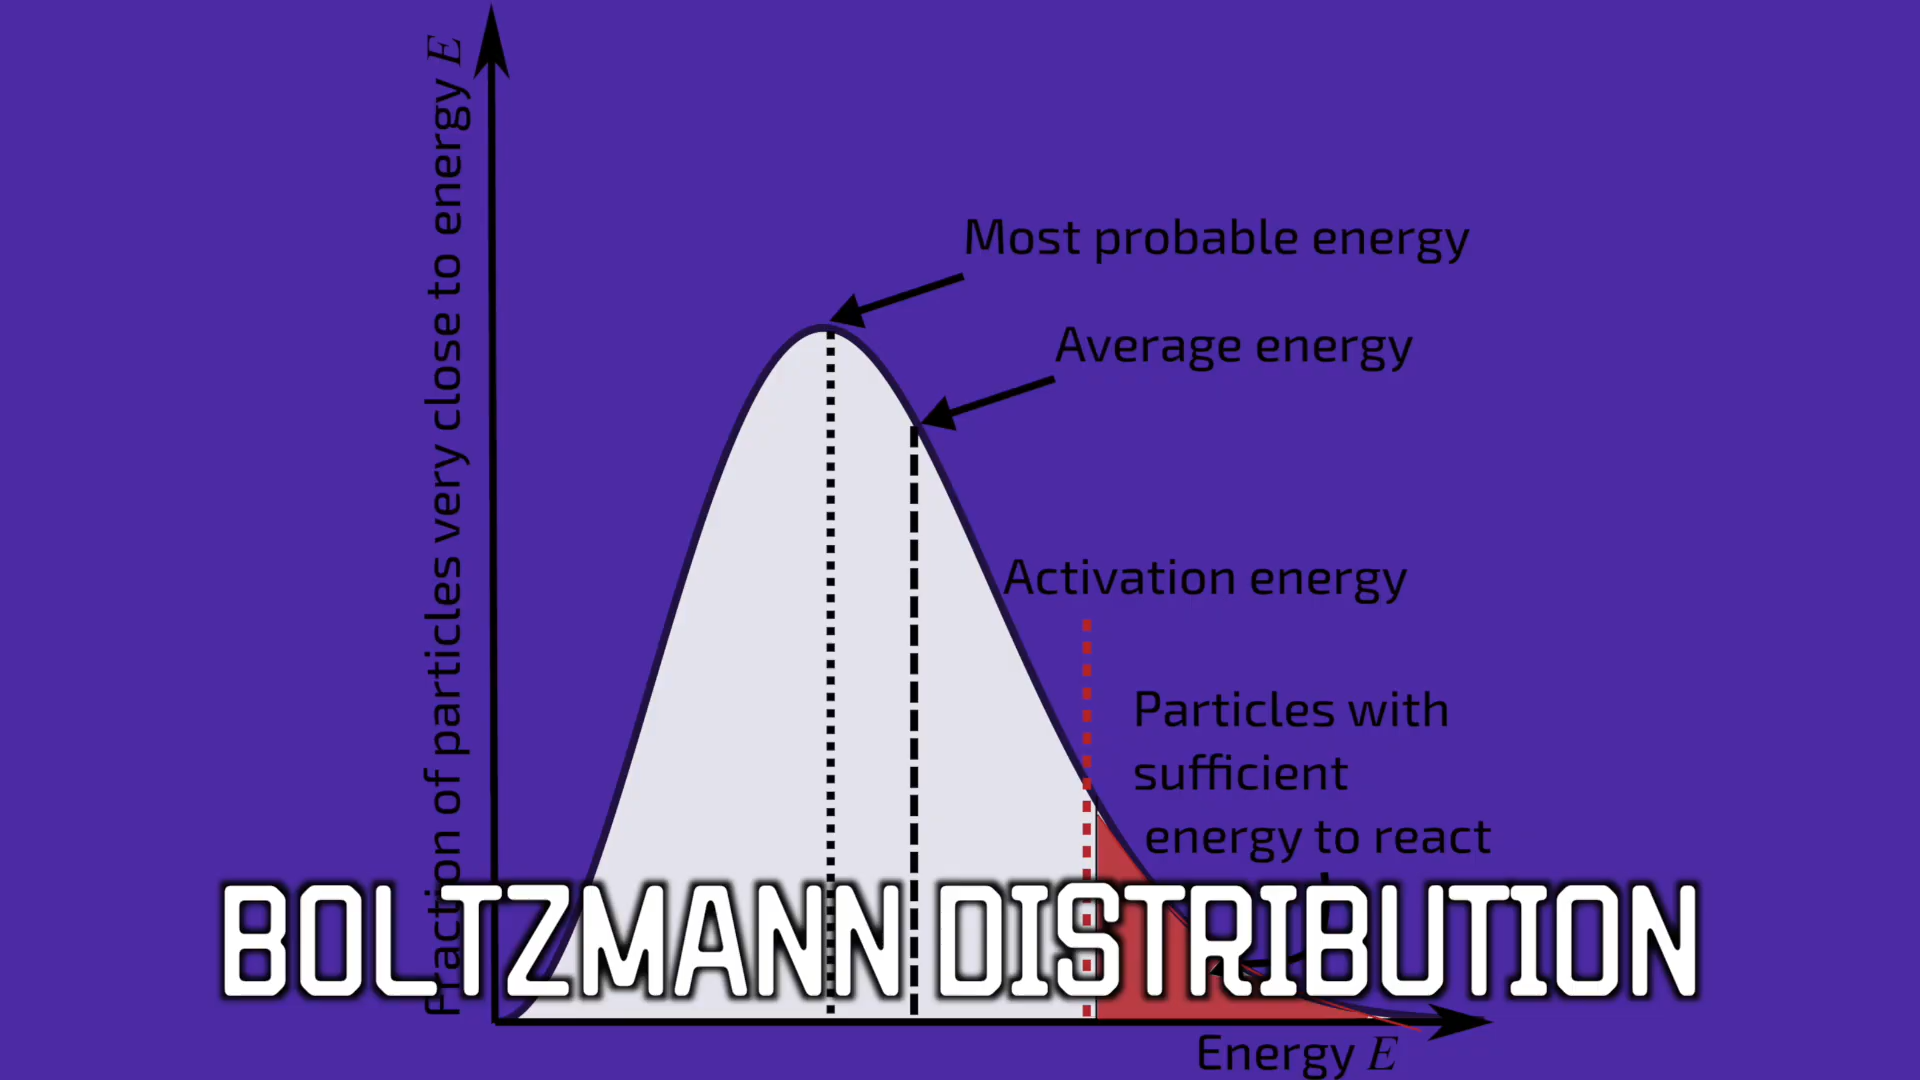 Fraction of particles very close to energy E
Most probable energy
Average energy
Activation energy
Particles with
sufficient
energy to react
BOLTZMANN DISTRIBUTION
Energy E